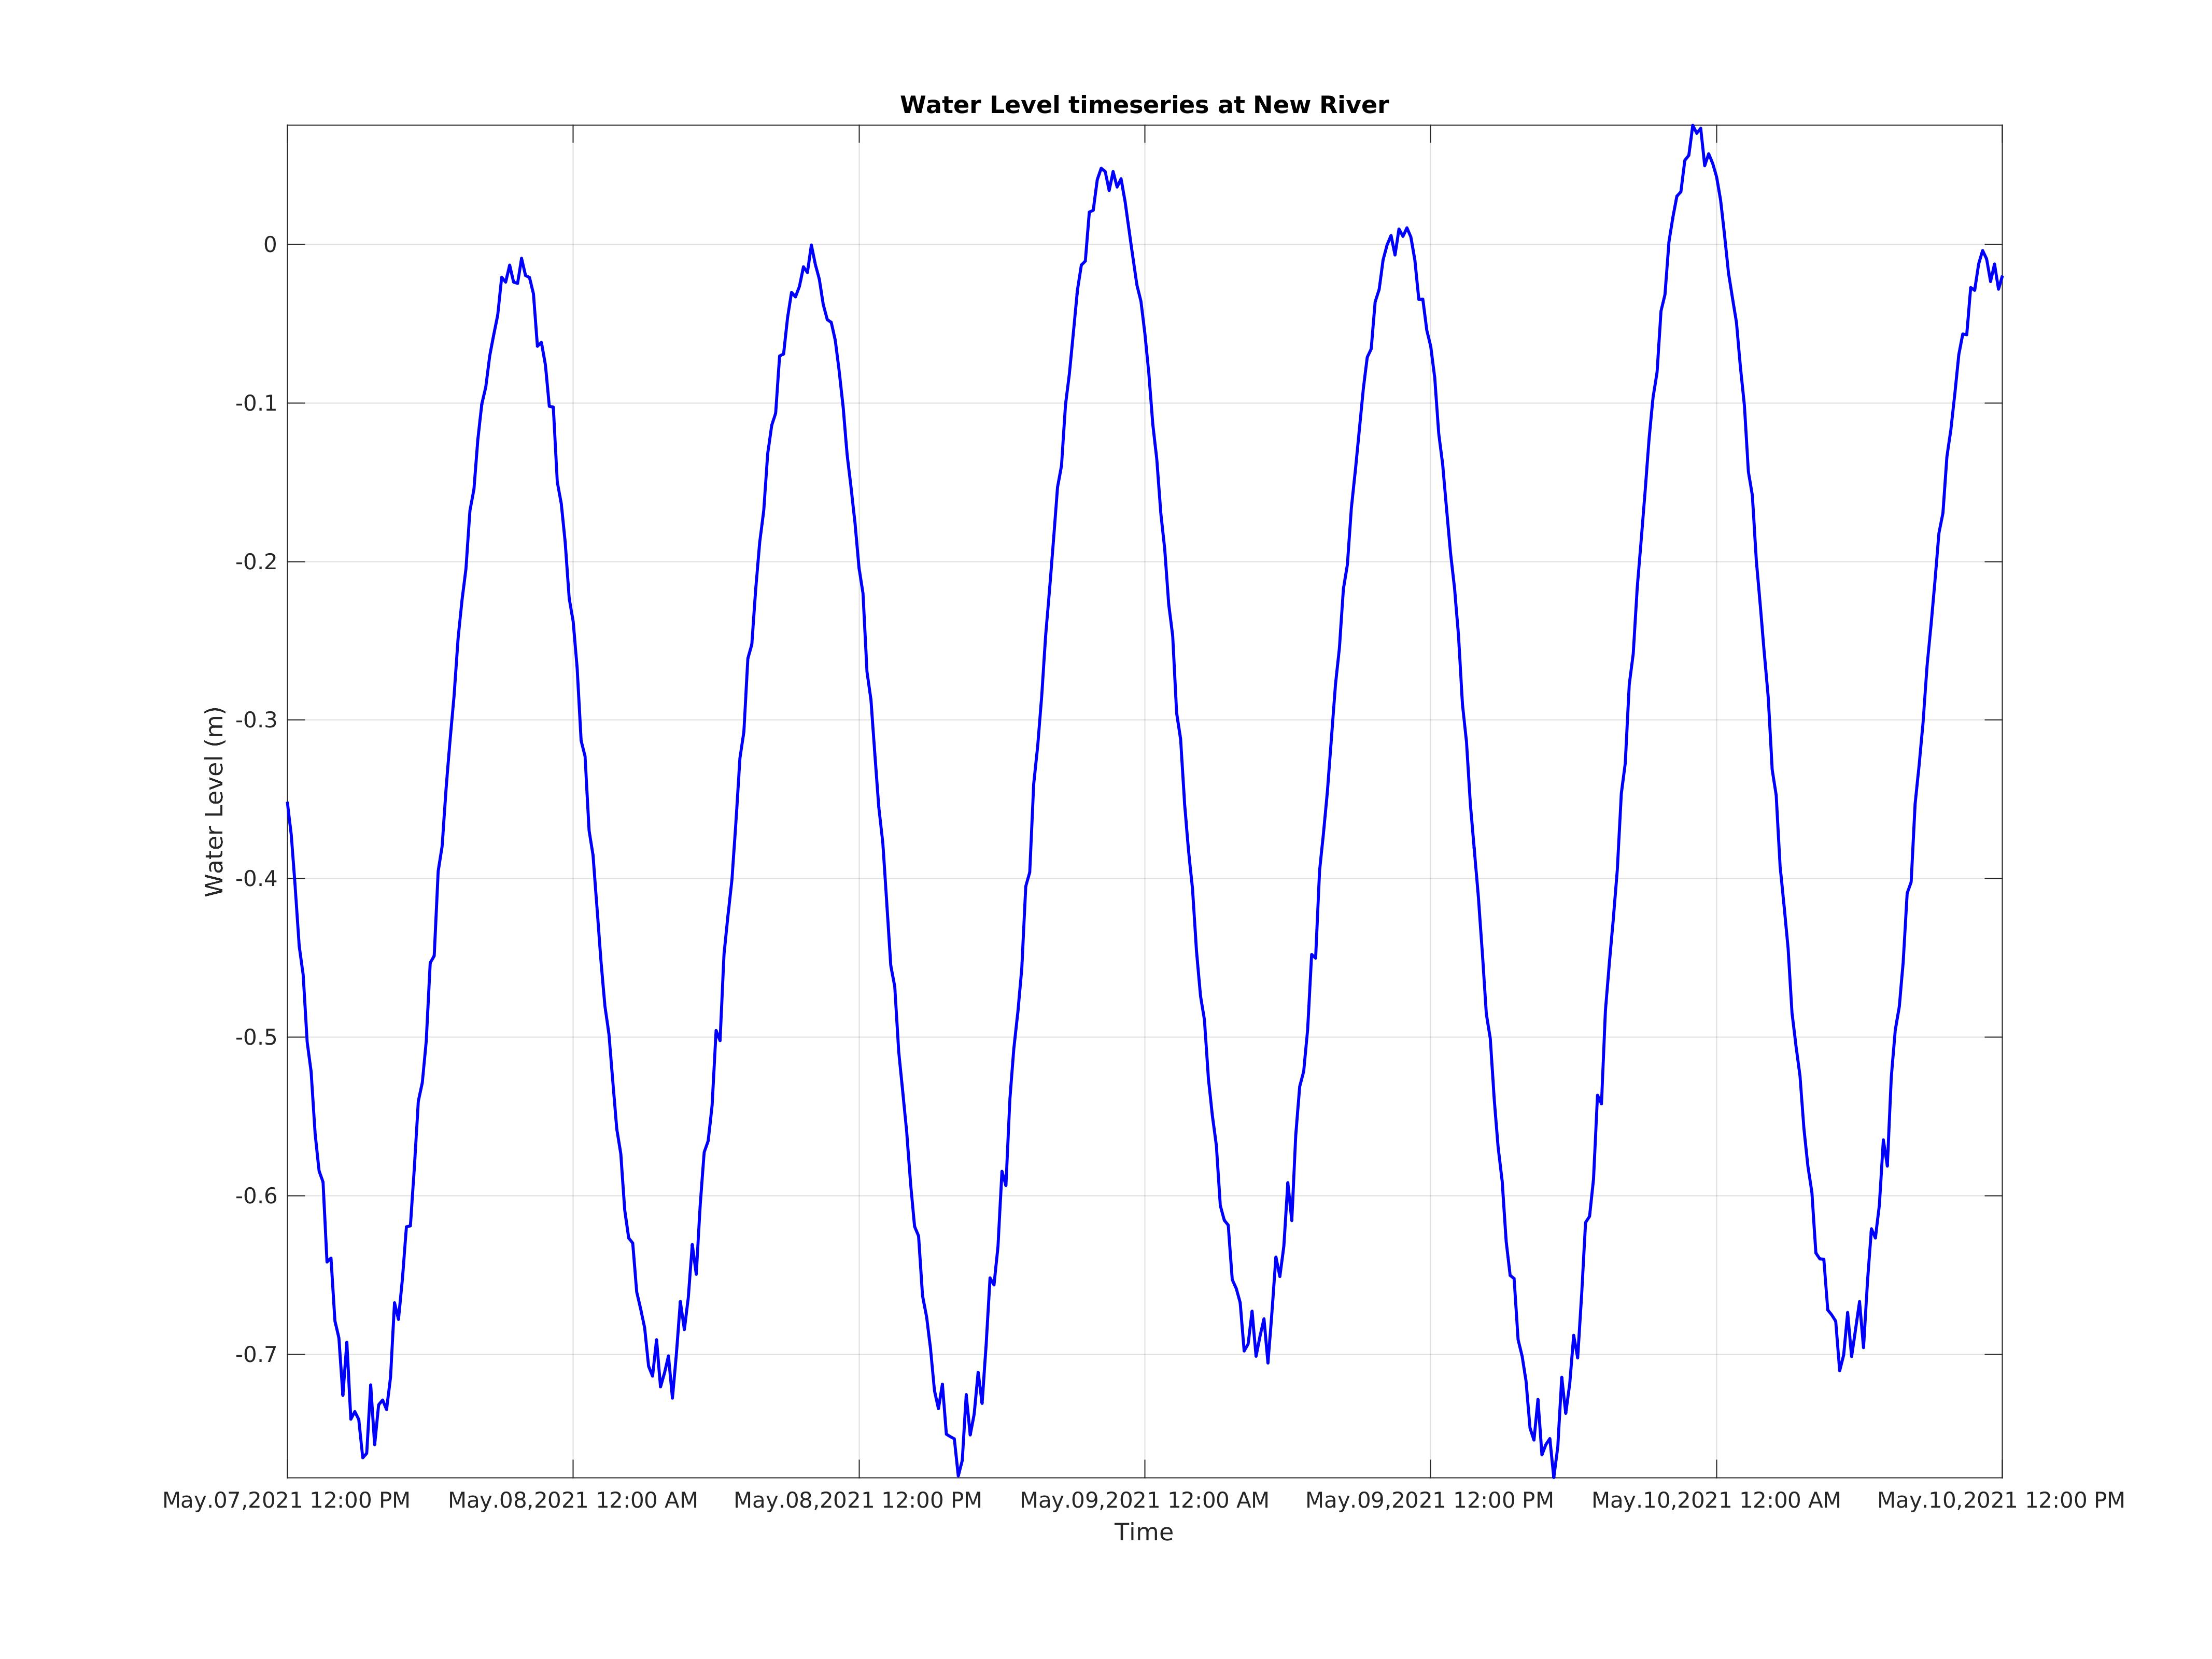 Water Level timeseries at New River
0
-0.1
-0.2
-0.3
-0.4
-0.5
-0.6
-0.7
Water Level (m)
May.07,2021 12:00 PM May.08,2021 12:00 AM May.08,2021 12:00 PM May.09,2021 12:00 AM May.09,2021 12:00 PM May.10,2021 12:00 AM May.10,2021 12:00 PM
Time